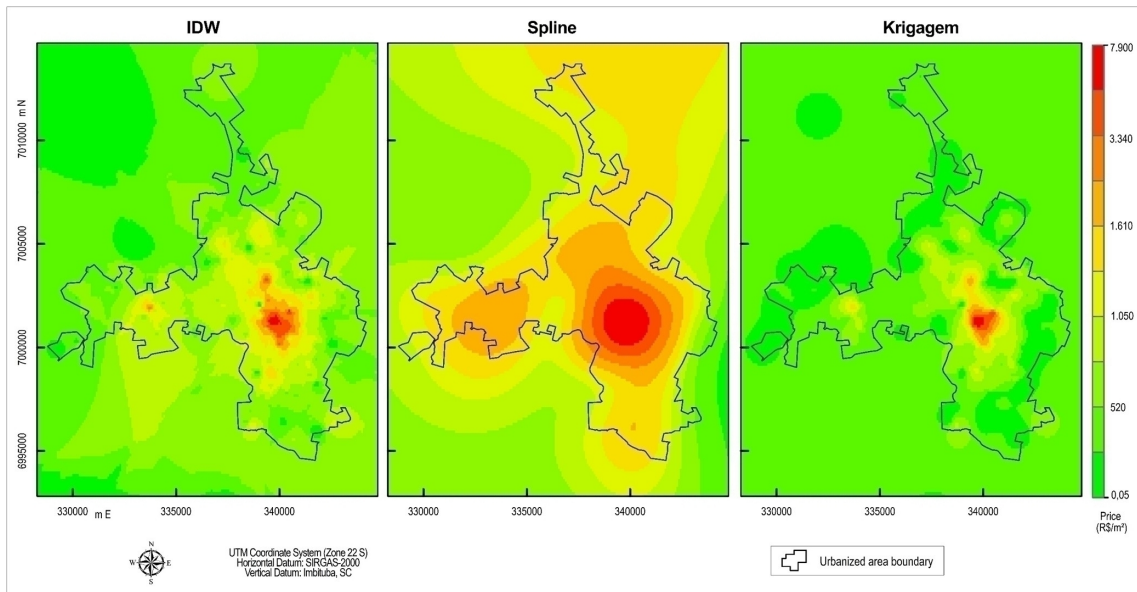 IDW
Spline
Krigagem
7010000 m N
7005000
7000000
6995000
7.900
3.340
1.610
1.050
520
0,05
330000 m E 335000 340000
330000 335000 340000
330000 335000 340000
Price
(R$/m²)
N
W E
S
UTM Coordinate System (Zone 22 S)
Horizontal Datum: SIRGAS-2000
Vertical Datum: Imbituba, SC
Urbanized area boundary